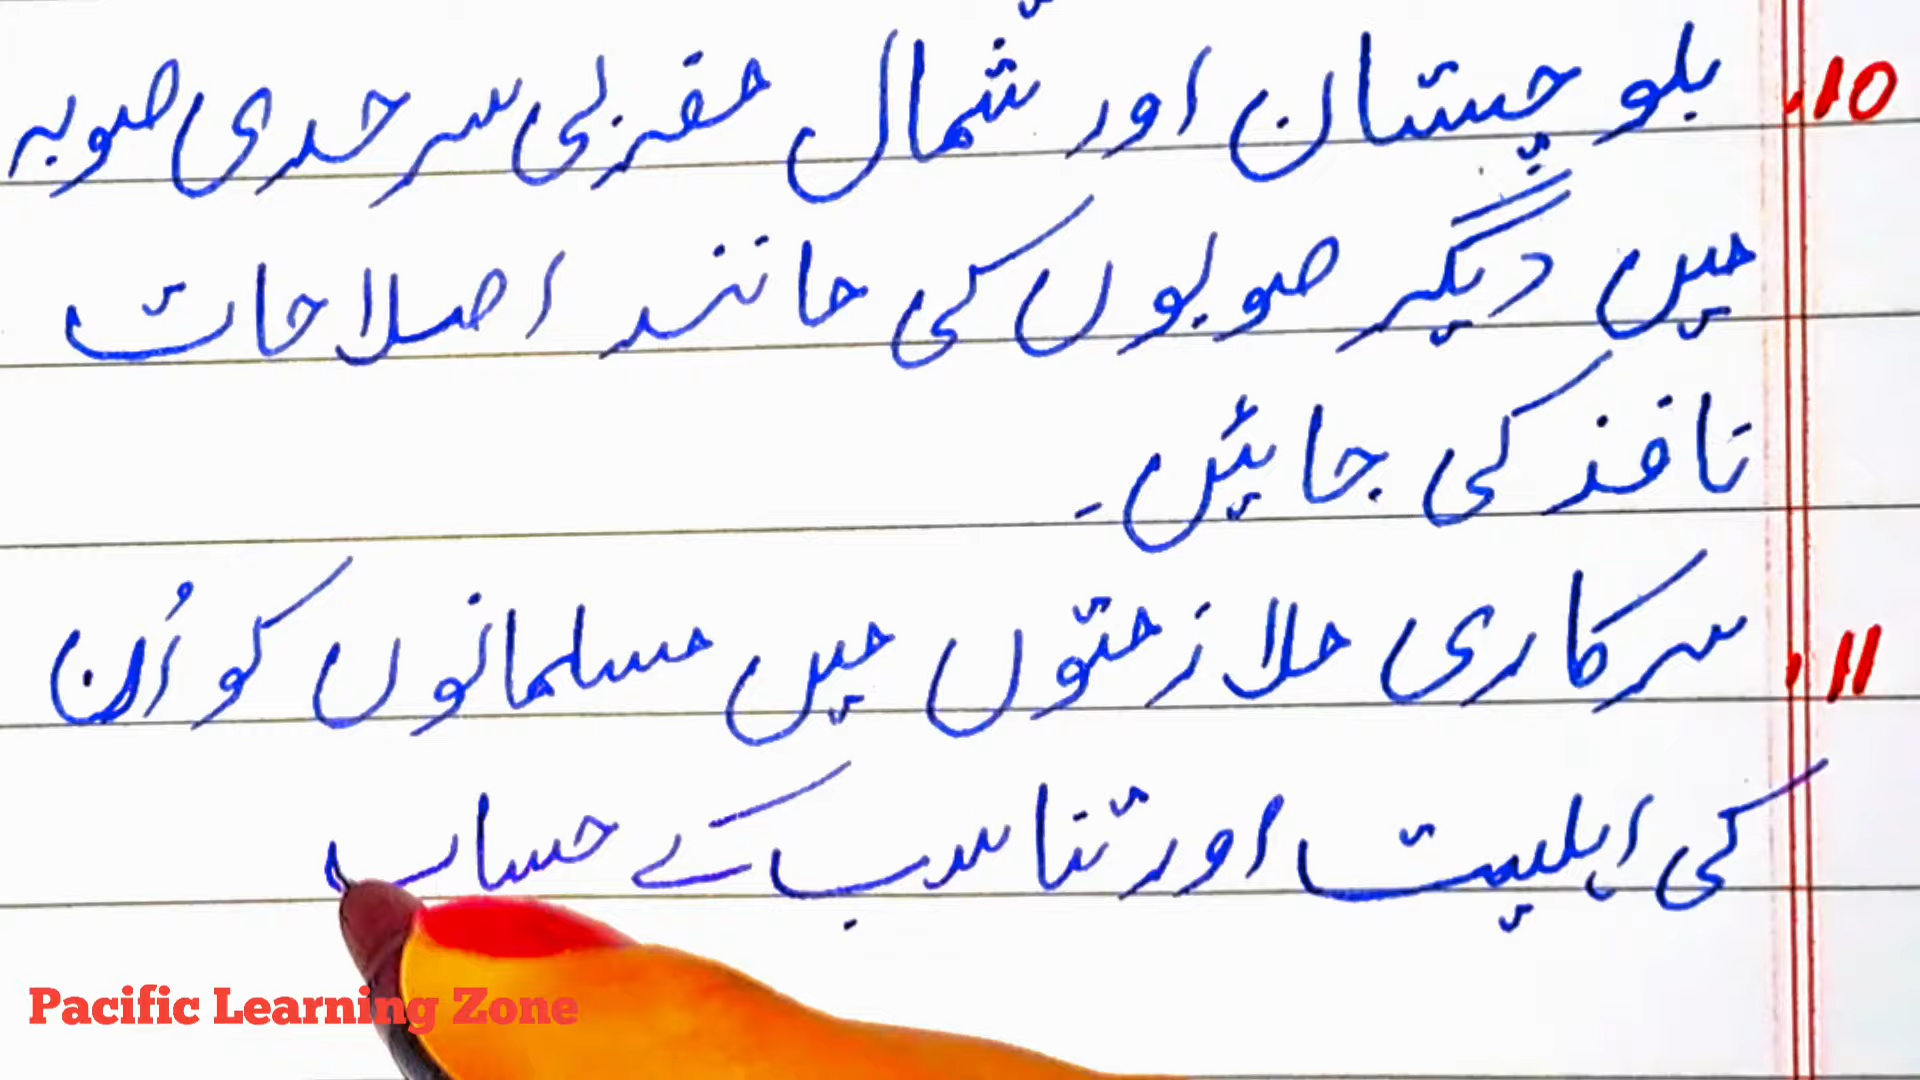 10. بلوچستان اور شمال مغربی سرحدی صوبہ
میں دیگر صوبوں کی مانند اصلاحات
نافذ کی جائیں۔
11. سرکاری ملازمتوں میں مسلمانوں کو اُن
کی اہلیت اور تناسب کے حساب
Pacific Learning Zone